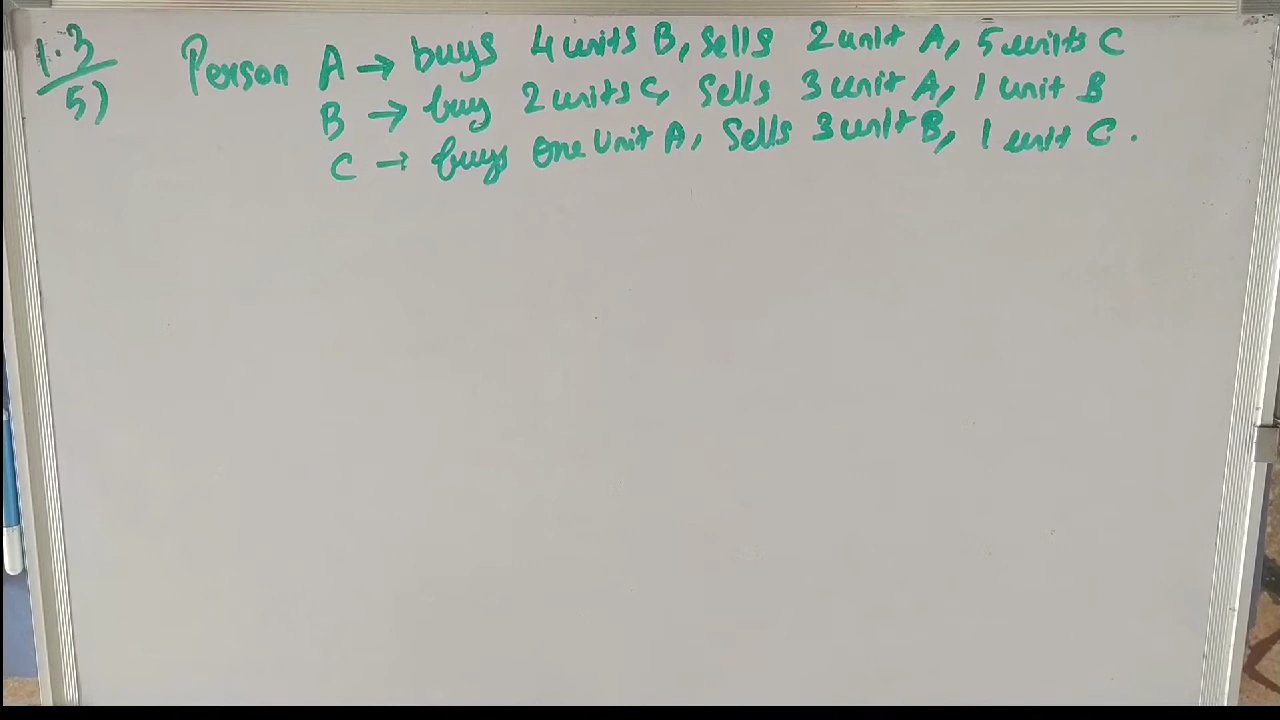 1.3/5) Person A → buys 4 units B, sells 2 unit A, 5 units C
B → buy 2 units C, sells 3 unit A, 1 unit B
C → buys one unit A, sells 3 unit B, 1 unit C.